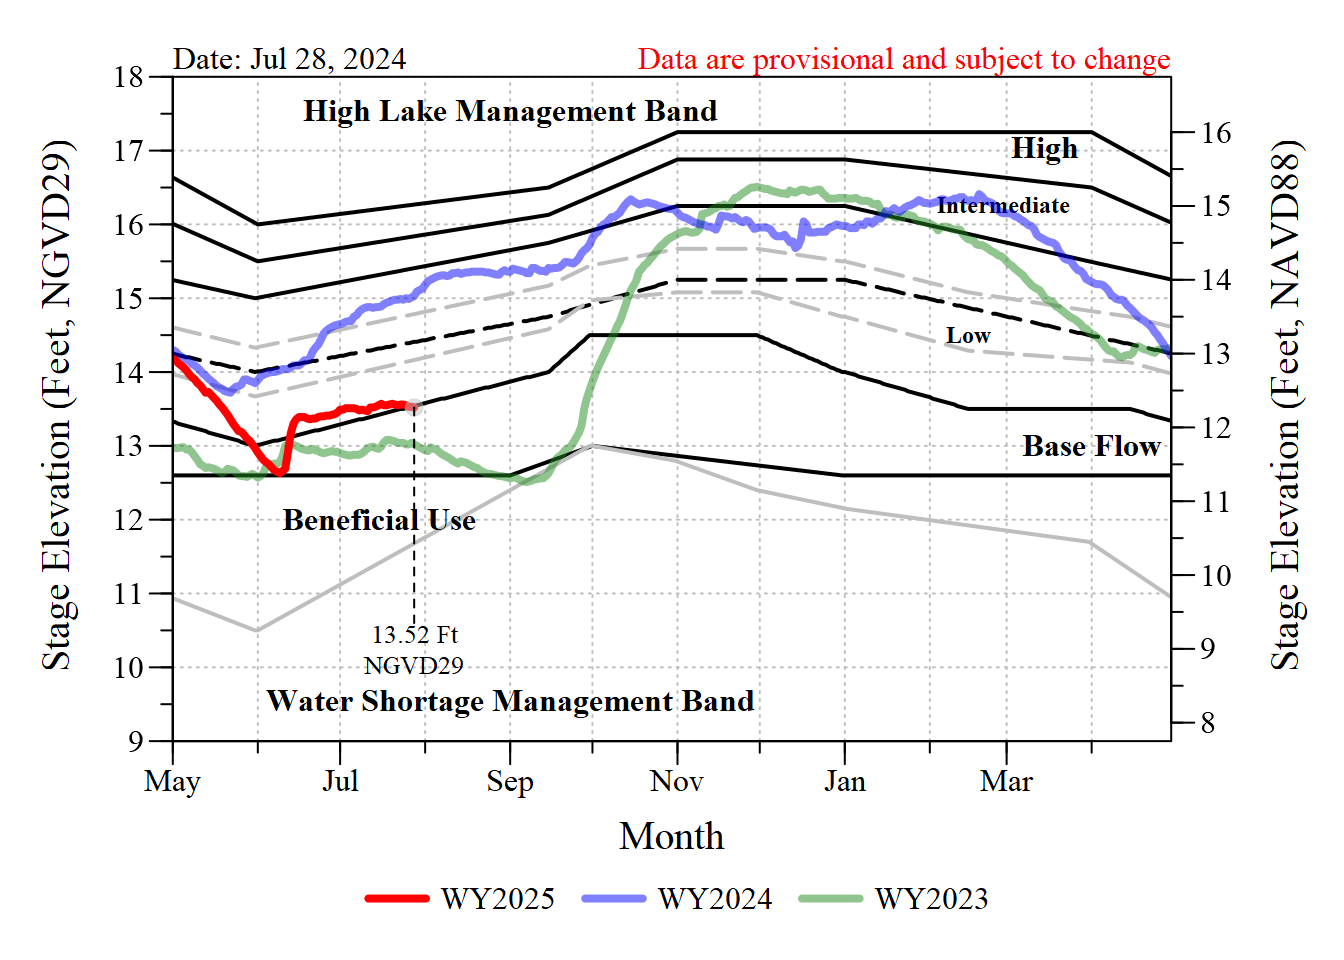 Date: Jul 28, 2024
Data are provisional and subject to change
18
17
16
15
14
13
12
11
10
9
Stage Elevation (Feet, NGVD29)
High Lake Management Band
High
Intermediate
Low
Base Flow
Beneficial Use
13.52 Ft
NGVD29
Water Shortage Management Band
16
15
14
13
12
11
10
9
8
Stage Elevation (Feet, NAVD88)
May
Jul
Sep
Nov
Jan
Mar
Month
WY2025
WY2024
WY2023